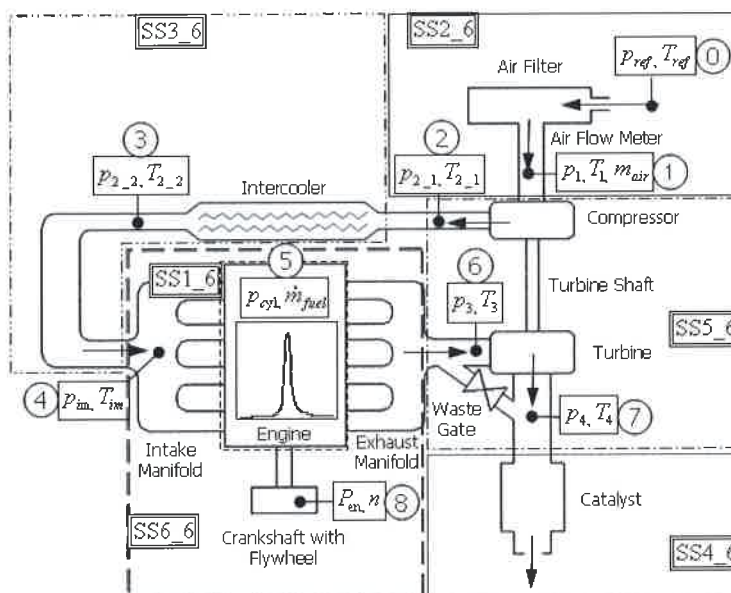 SS3_6
SS2_6
Air Filter
p_ref, T_ref
0
Air Flow Meter
3
2
p_2_2, T_2_2
Intercooler
p_2_1, T_2_1
p_1, T_1, m_air
1
Compressor
SS1_6
5
6
p_cyl, ṁ_fuel
p_3, T_3
Turbine Shaft
SS5_6
Turbine
4
p_im, T_im
Waste
Gate
p_4, T_4
7
Engine
Intake
Manifold
Exhaust
Manifold
P_en, n
8
Catalyst
SS6_6
Crankshaft with
Flywheel
SS4_6